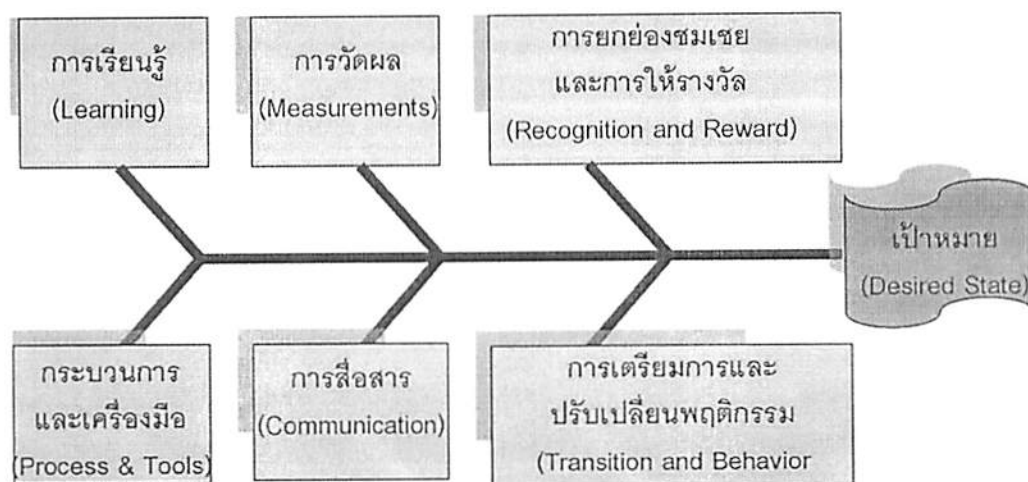 การเรียนรู้
(Learning)
การวัดผล
(Measurements)
การยกย่องชมเชย
และการให้รางวัล
(Recognition and Reward)
เป้าหมาย
(Desired State)
กระบวนการ
และเครื่องมือ
(Process & Tools)
การสื่อสาร
(Communication)
การเตรียมการและ
ปรับเปลี่ยนพฤติกรรม
(Transition and Behavior